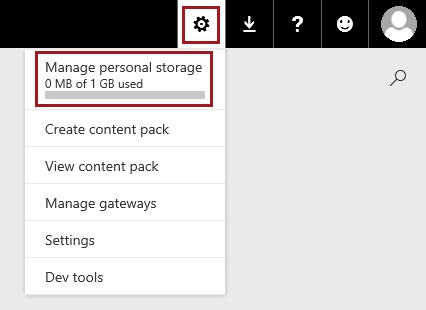 Manage personal storage
0 MB of 1 GB used
Create content pack
View content pack
Manage gateways
Settings
Dev tools